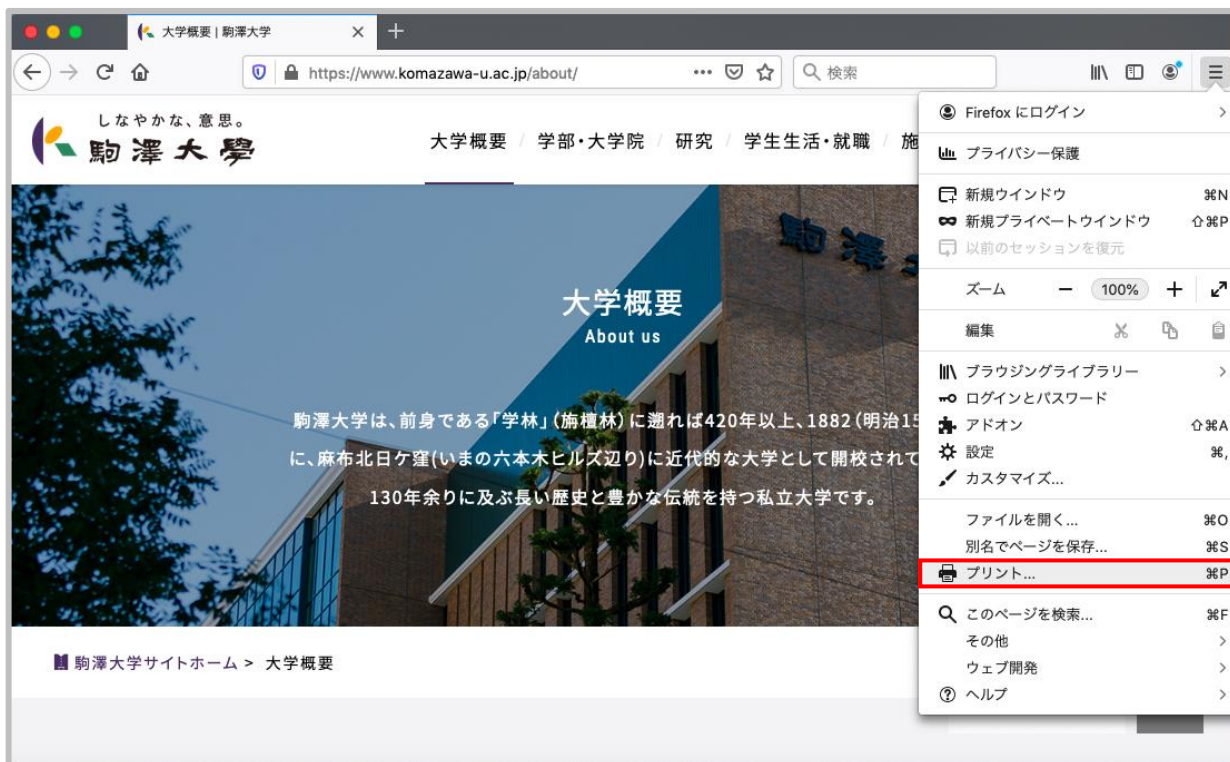 大学概要 | 駒澤大学
https://www.komazawa-u.ac.jp/about/
検索
しなやかな、意思。
駒澤大學
大学概要 / 学部・大学院 / 研究 / 学生生活・就職 / 施
駒澤
大学概要
About us
駒澤大学は、前身である「学林」(旃檀林)に遡れば420年以上、1882(明治15
に、麻布北日ケ窪(いまの六本木ヒルズ辺り)に近代的な大学として開校されて
130年余りに及ぶ長い歴史と豊かな伝統を持つ私立大学です。
駒澤大学サイトホーム > 大学概要
Firefox にログイン
プライバシー保護
新規ウインドウ ⌘N
新規プライベートウインドウ ⇧⌘P
以前のセッションを復元
ズーム − 100% +
編集
ブラウジングライブラリー
ログインとパスワード
アドオン ⇧⌘A
設定 ⌘,
カスタマイズ...
ファイルを開く... ⌘O
別名でページを保存... ⌘S
プリント... ⌘P
このページを検索... ⌘F
その他
ウェブ開発
ヘルプ